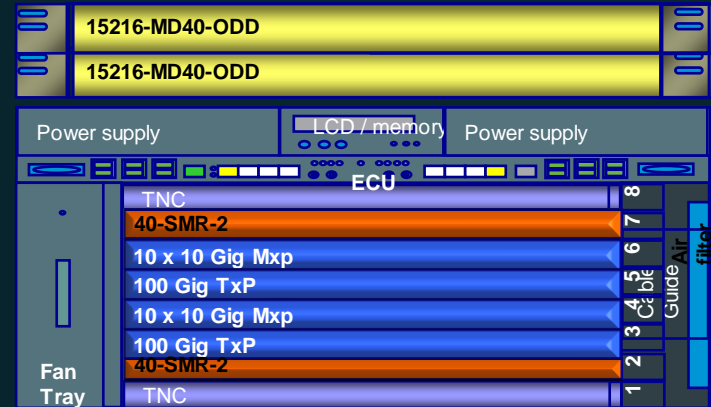 15216-MD40-ODD
15216-MD40-ODD
Power supply
LCD / memory
Power supply
ECU
TNC
8
40-SMR-2
7
10 x 10 Gig Mxp
6
100 Gig TxP
5
10 x 10 Gig Mxp
4
100 Gig TxP
3
40-SMR-2
2
TNC
1
Fan
Tray
Cable
Guide
Air
filter